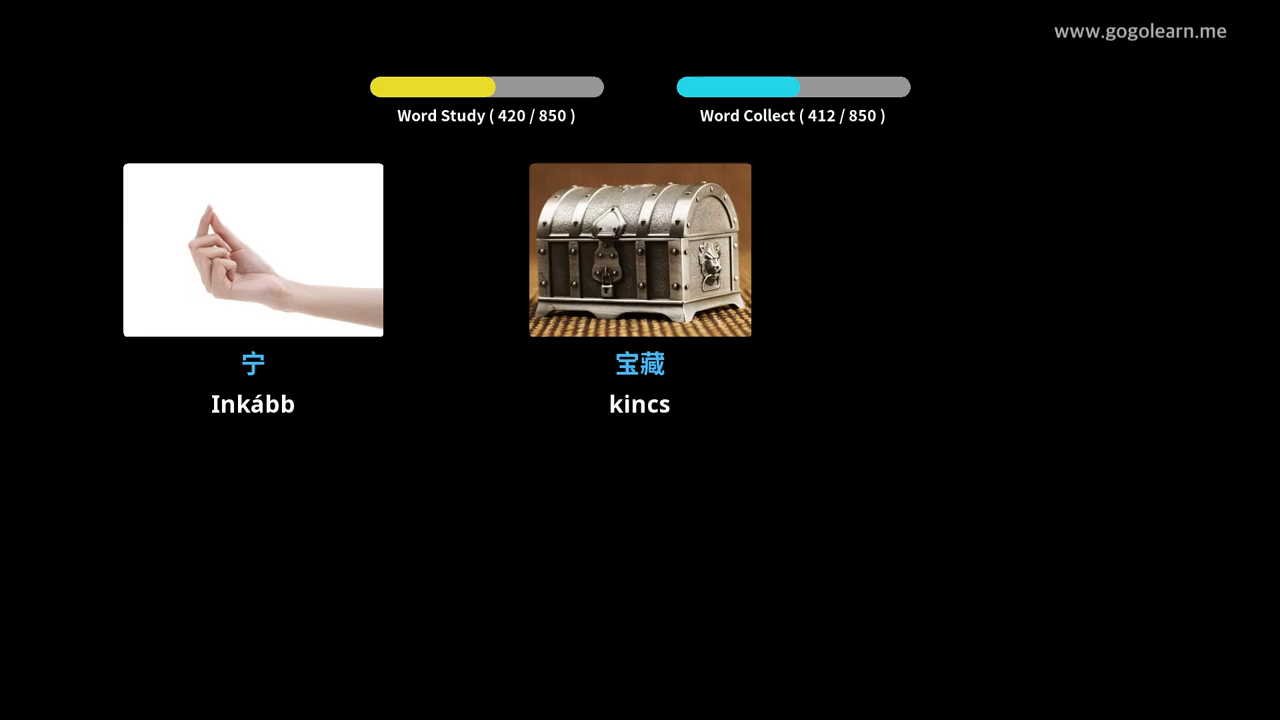 www.gogolearn.me
Word Study ( 420 / 850 )
Word Collect ( 412 / 850 )
宁
Inkább
宝藏
kincs